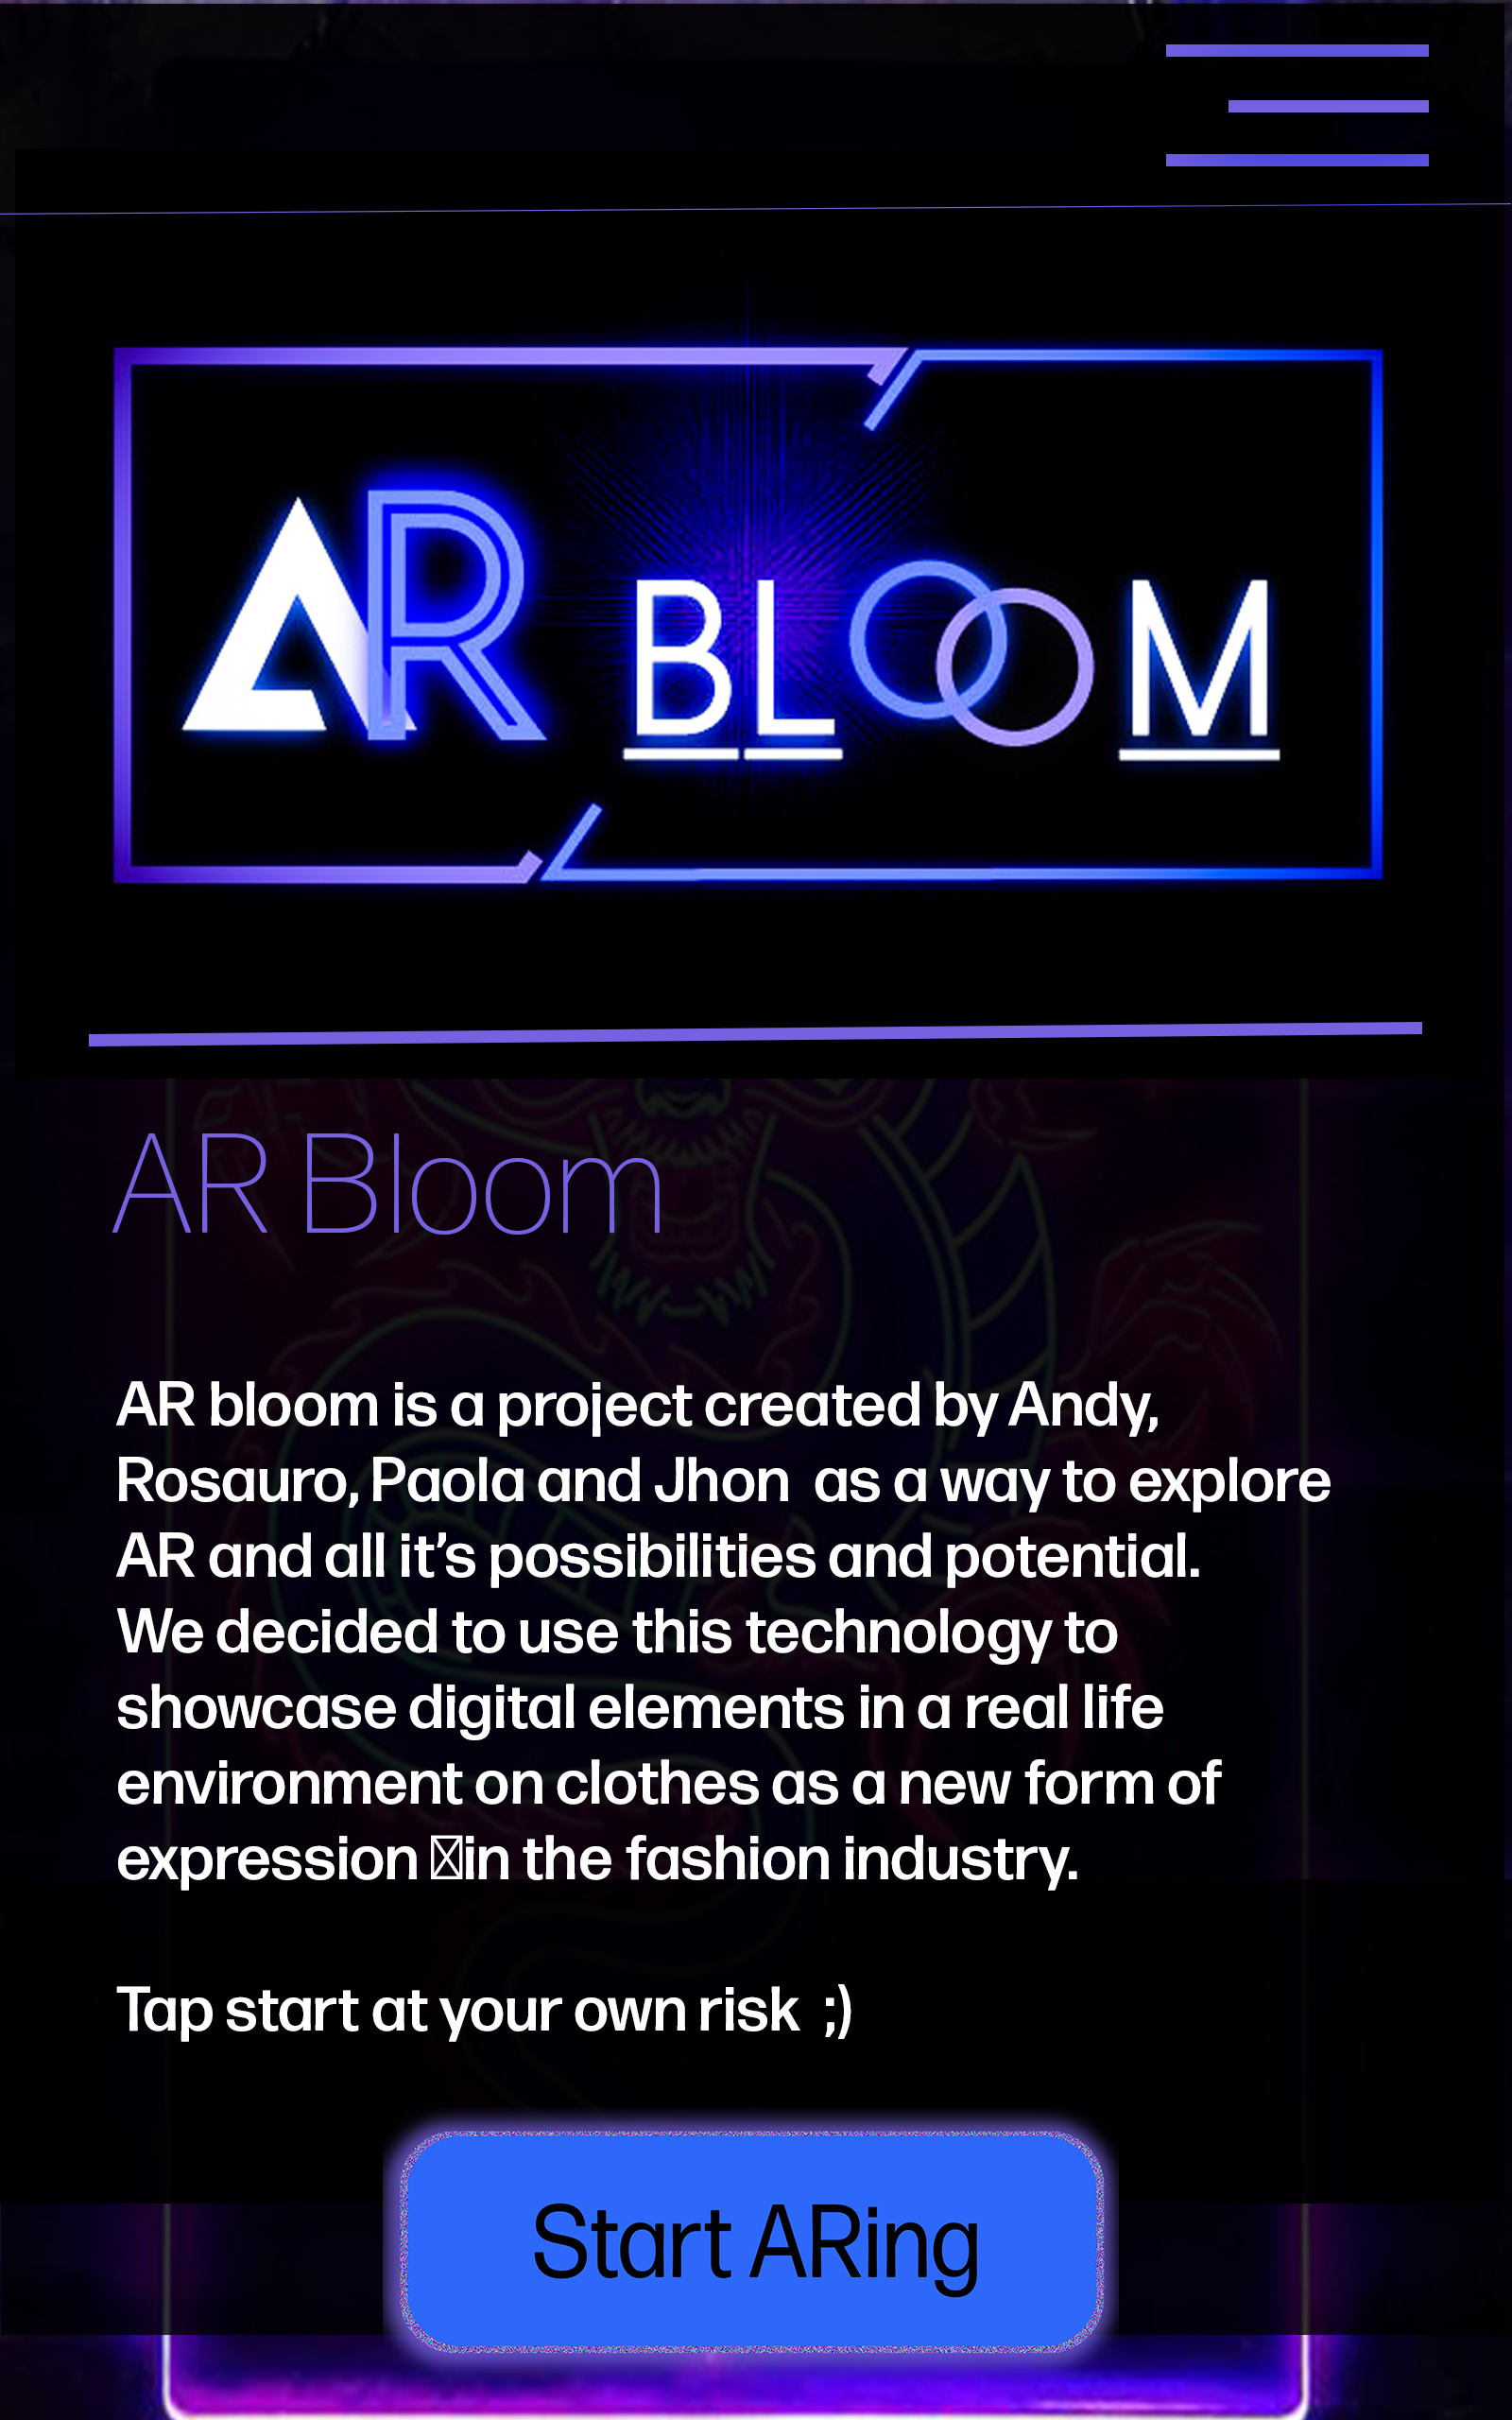 AR BLOOM
AR Bloom
AR bloom is a project created by Andy,
Rosauro, Paola and Jhon  as a way to explore
AR and all it’s possibilities and potential.
We decided to use this technology to
showcase digital elements in a real life
environment on clothes as a new form of
expression in the fashion industry.
Tap start at your own risk  ;)
Start ARing